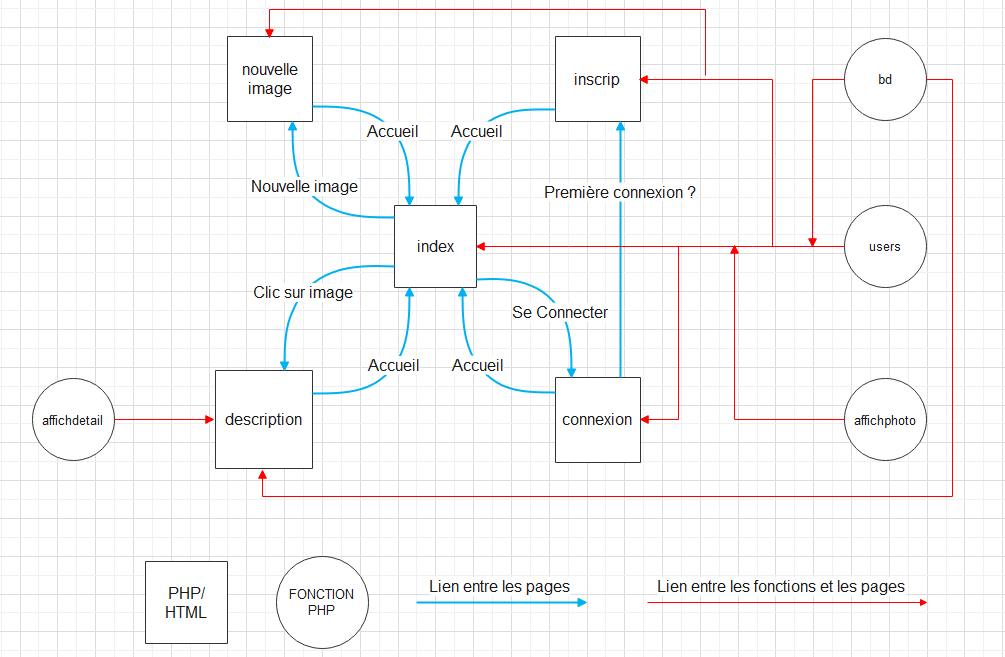 nouvelle
image
inscrip
bd
Accueil
Accueil
Nouvelle image
Première connexion ?
index
users
Clic sur image
Se Connecter
Accueil
Accueil
affichdetail
description
connexion
affichphoto
PHP/
HTML
FONCTION
PHP
Lien entre les pages
Lien entre les fonctions et les pages